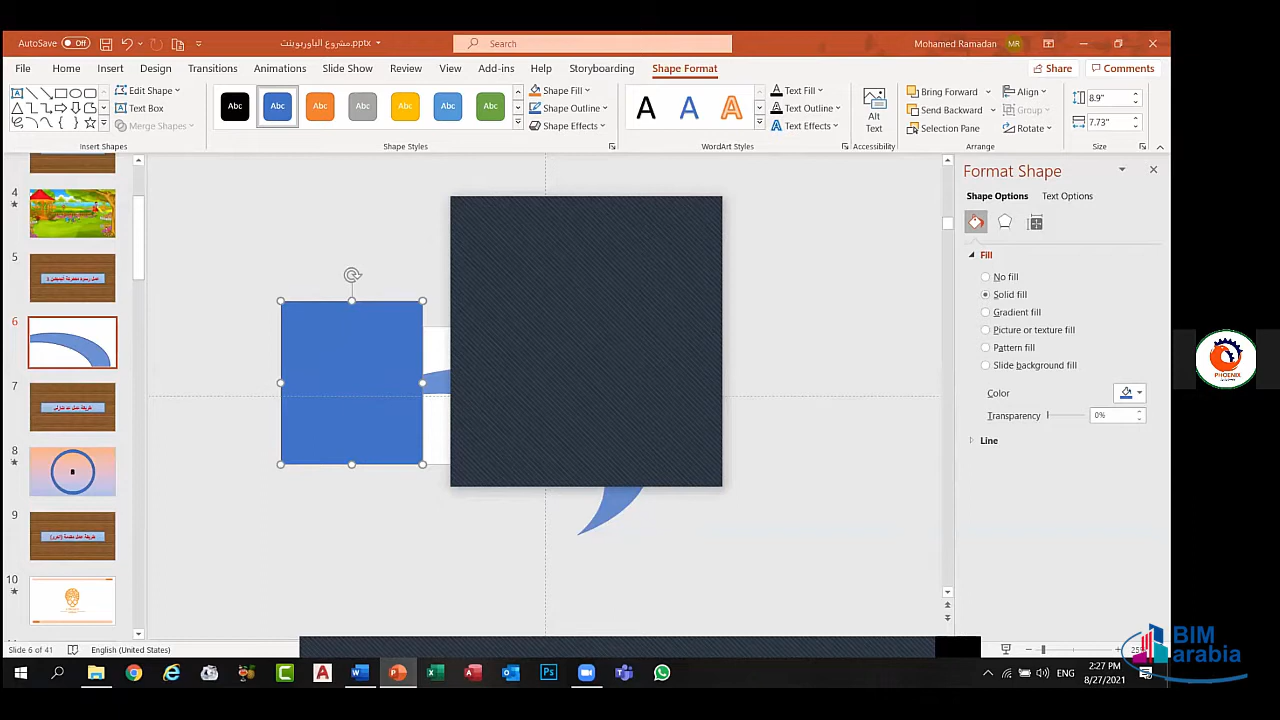 AutoSave Off
مشروع الباوربوينت.pptx
Search
Mohamed Ramadan MR
File Home Insert Design Transitions Animations Slide Show Review View Add-ins Help Storyboarding Shape Format Share Comments
Edit Shape
Text Box
Merge Shapes
Insert Shapes
Abc Abc Abc Abc Abc Abc Abc
Shape Fill
Shape Outline
Shape Effects
Shape Styles
A A A
Text Fill
Text Outline
Text Effects
WordArt Styles
Alt
Text
Accessibility
Bring Forward
Send Backward
Selection Pane
Align
Group
Rotate
Arrange
8.9"
7.73"
Size
4
5
6
7
8
9
10
Format Shape
Shape Options Text Options
Fill
No fill
Solid fill
Gradient fill
Picture or texture fill
Pattern fill
Slide background fill
Color
Transparency 0%
Line
PHOENIX
Slide 6 of 41 English (United States)
BIM
arabia
ENG
2:27 PM
8/27/2021